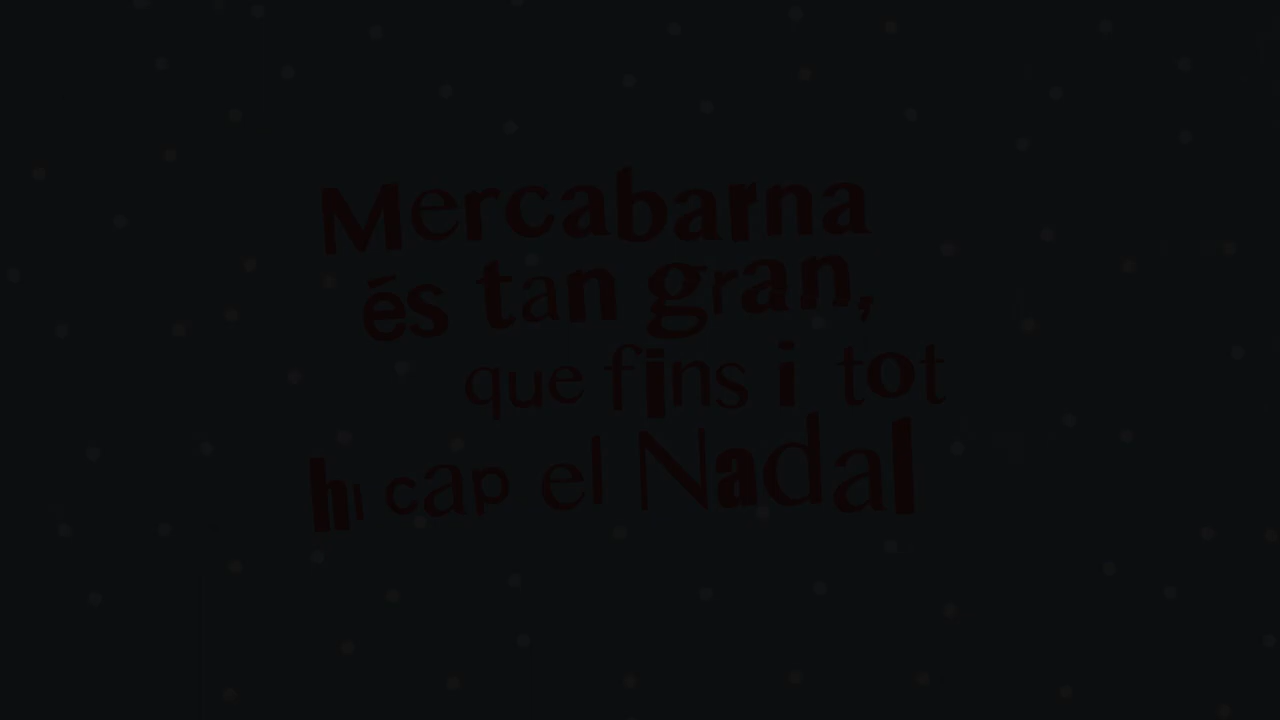 Mercabarna
és tan gran,
que fins i tot
hi cap el Nadal